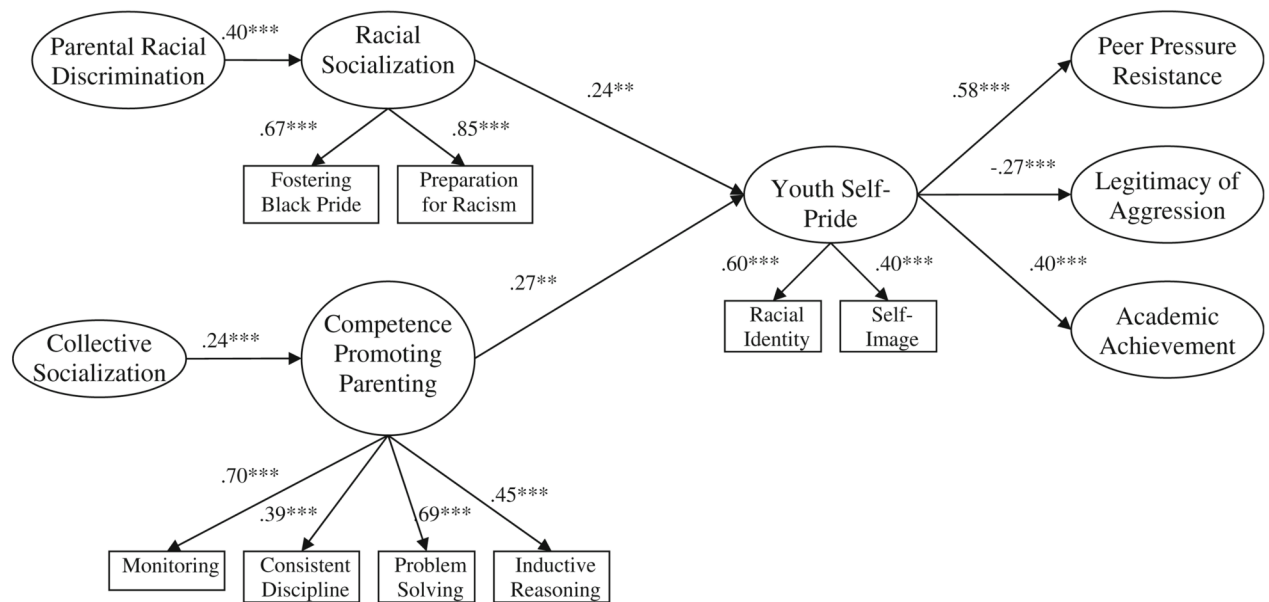 Parental Racial
Discrimination
.40***
Racial
Socialization
.67***
.85***
Fostering
Black Pride
Preparation
for Racism
.24**
Collective
Socialization
.24***
Competence
Promoting
Parenting
.27**
.70***
.39***
.69***
.45***
Monitoring
Consistent
Discipline
Problem
Solving
Inductive
Reasoning
Youth Self-
Pride
.60***
.40***
Racial
Identity
Self-
Image
.58***
-.27***
.40***
Peer Pressure
Resistance
Legitimacy of
Aggression
Academic
Achievement